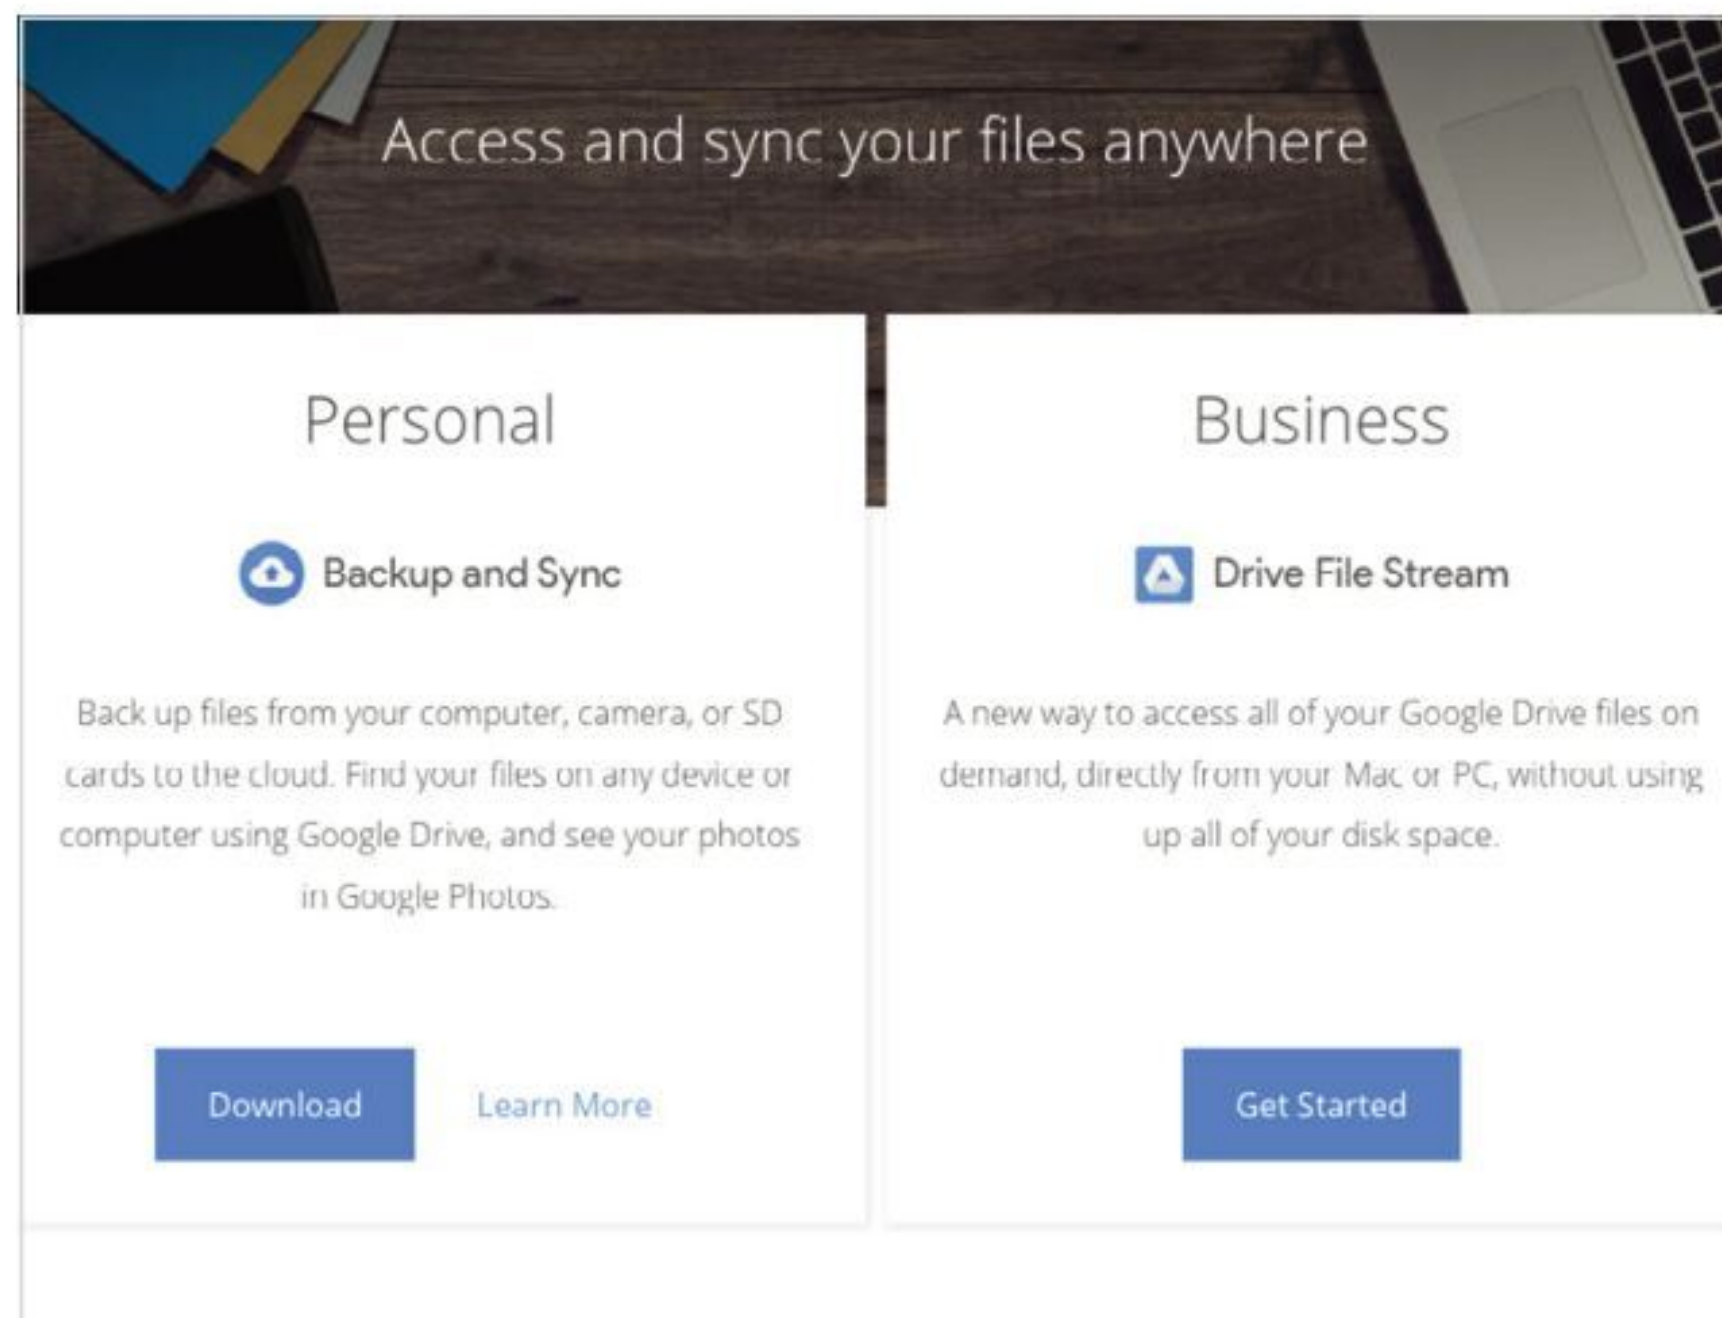 Access and sync your files anywhere
Personal
Backup and Sync
Back up files from your computer, camera, or SD
cards to the cloud. Find your files on any device or
computer using Google Drive, and see your photos
in Google Photos.
Download
Learn More
Business
Drive File Stream
A new way to access all of your Google Drive files on
demand, directly from your Mac or PC, without using
up all of your disk space.
Get Started